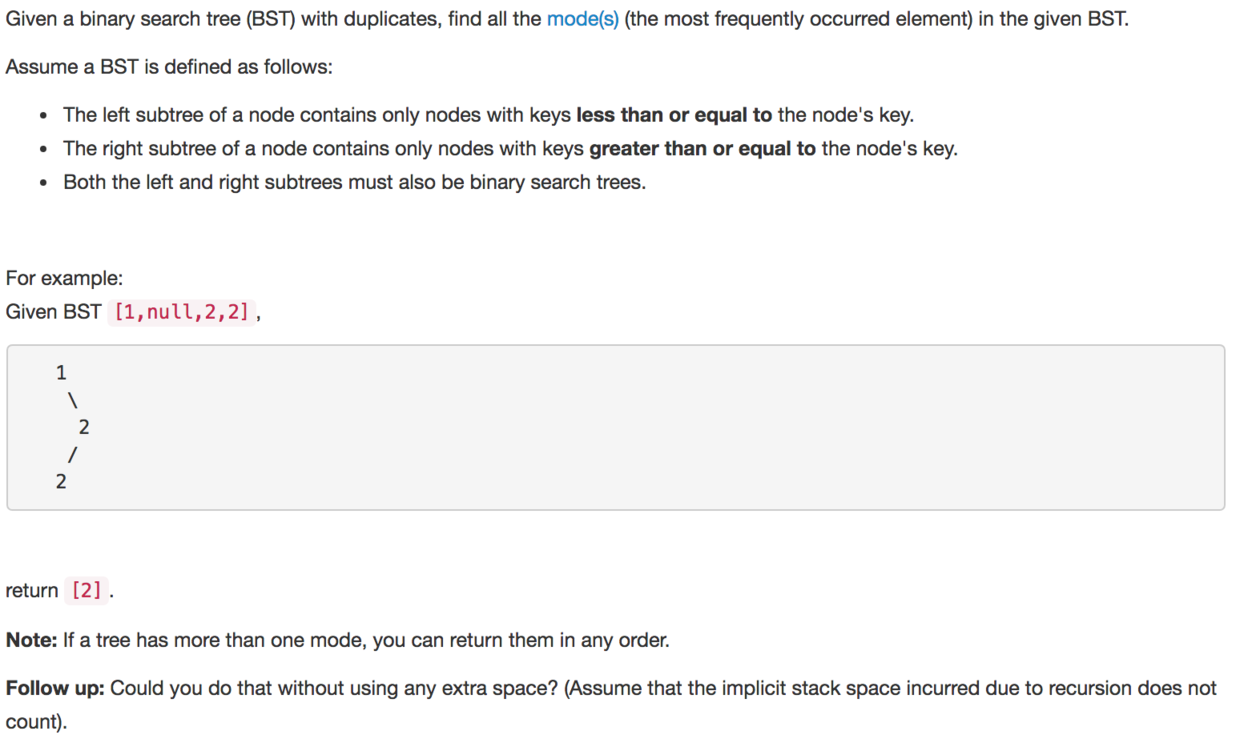 Given a binary search tree (BST) with duplicates, find all the mode(s) (the most frequently occurred element) in the given BST.
Assume a BST is defined as follows:
• The left subtree of a node contains only nodes with keys less than or equal to the node's key.
• The right subtree of a node contains only nodes with keys greater than or equal to the node's key.
• Both the left and right subtrees must also be binary search trees.
For example:
Given BST [1,null,2,2],
1
\
2
/
2
return [2].
Note: If a tree has more than one mode, you can return them in any order.
Follow up: Could you do that without using any extra space? (Assume that the implicit stack space incurred due to recursion does not
count).